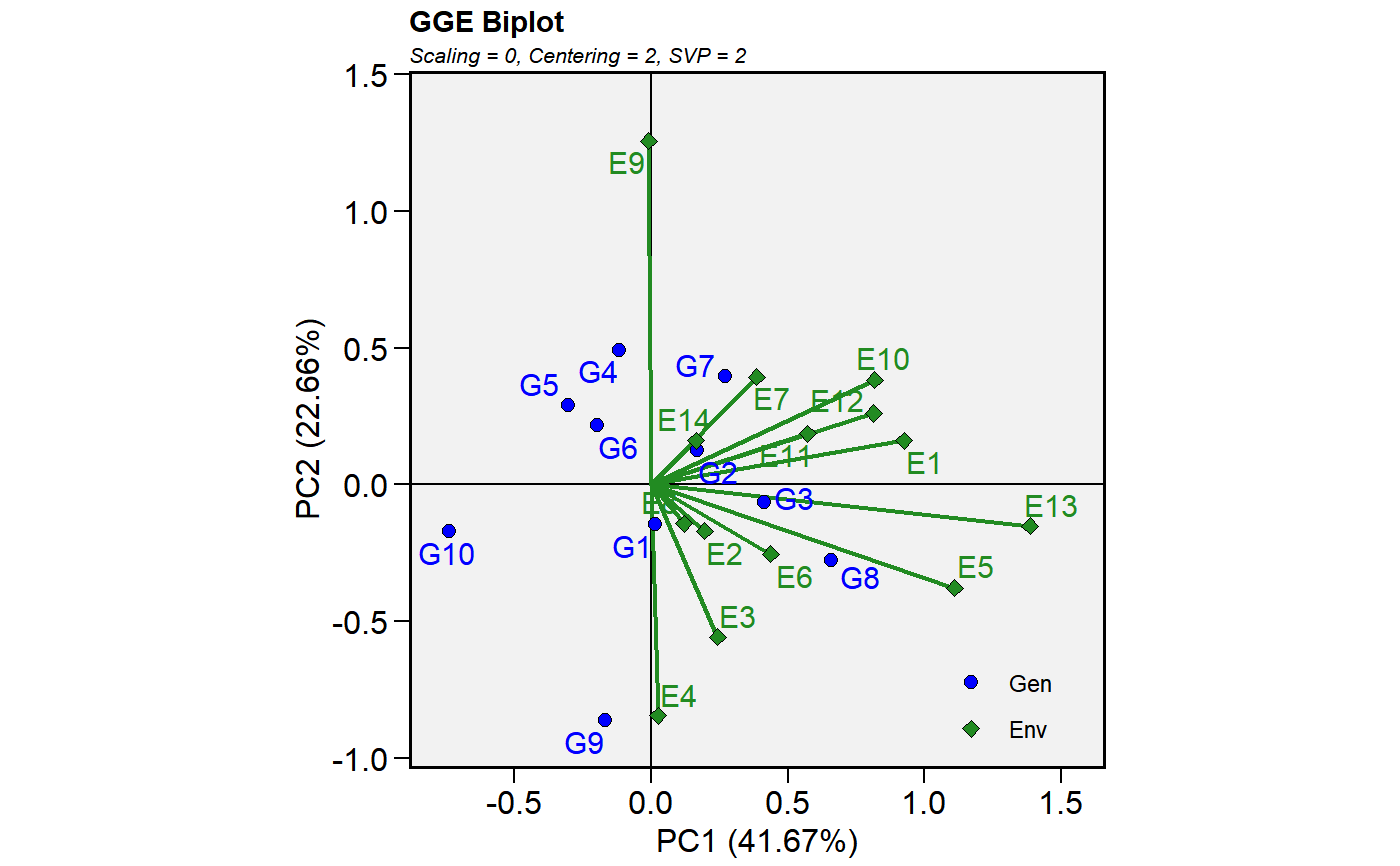 GGE Biplot
Scaling = 0, Centering = 2, SVP = 2
1.5
1.0
0.5
0.0
-0.5
-1.0
PC2 (22.66%)
E9
G4
G5
G6
G7
E10
E7
E12
E14
E11
G2
E1
G3
E13
G1
E2
G10
E6
G8
E5
E3
E4
G9
Gen
Env
-0.5
0.0
0.5
1.0
1.5
PC1 (41.67%)